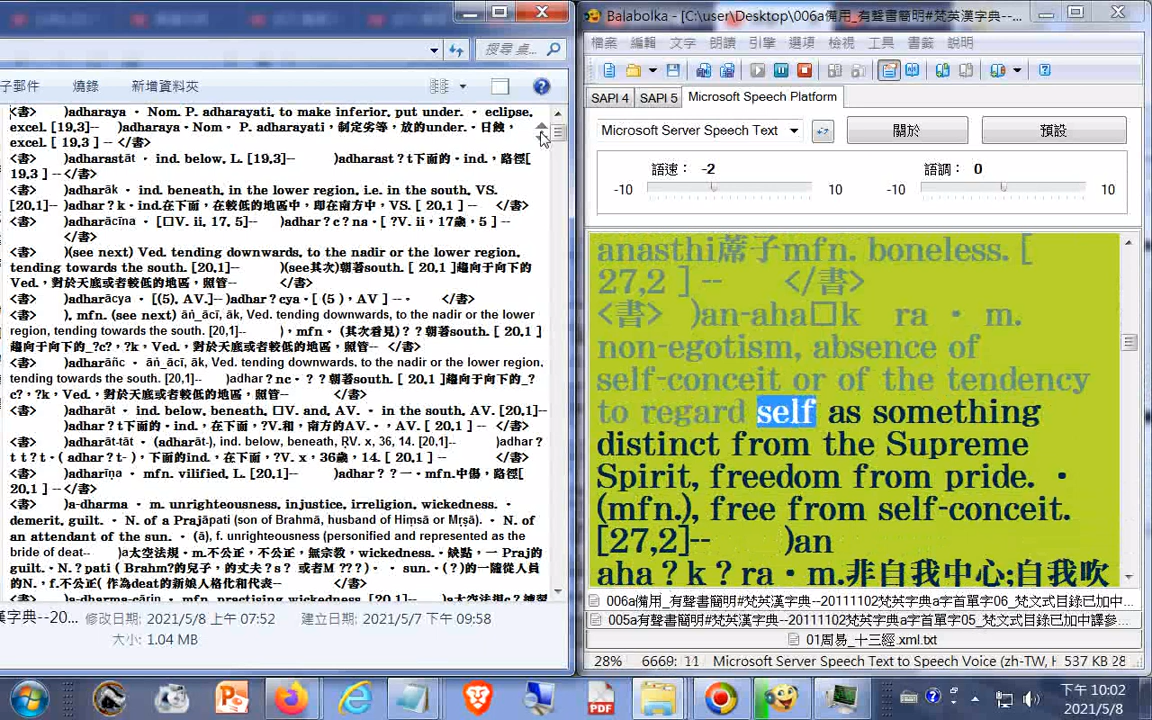 搜尋 桌...
子郵件 燒錄 新增資料夾
<書> )adharaya • Nom. P. adharayati, to make inferior, put under. • eclipse,
excel. [19,3]-- )adharaya • Nom • P. adharayati，制定劣等，放的under.•日蝕，
excel. [ 19.3 ]-- </書>
<書> )adharastāt • ind. below, L. [19,3]-- )adharast ? t下面的• ind.，路徑[
19.3 ]-- </書>
<書> )adharāk • ind. beneath, in the lower region, i.e. in the south, VS.
[20,1]-- )adhar ? k • ind.在下面，在較低的地區中，即在南方中，VS. [ 20.1 ]-- </書>
<書> )adharācīna • [□V. ii, 17, 5]-- )adhar ? c ? na • [ ?V. ii，17歲，5 ]--
</書>
<書> )(see next) Ved. tending downwards, to the nadir or the lower region,
tending towards the south. [20,1]-- )(see其次)朝著south. [ 20.1 ]趨向于向下的
Ved.，對於天底或者較低的地區，照管-- </書>
<書> )adharācya • [(5). AV.]-- )adhar ? cya • [ (5 )，AV ] -- • </書>
<書> ), mfn. (see next) āṅ_ācī, āk, Ved. tending downwards, to the nadir or the lower
region, tending towards the south. [20,1]-- )，mfn • (其次看見)? ? 朝著south. [ 20.1 ]
趨向于向下的_?c?，?k，Ved.，對於天底或者較低的地區，照管-- </書>
<書> )adharāñc • āṅ_ācī, āk, Ved. tending downwards, to the nadir or the lower region,
tending towards the south. [20,1]-- )adhar ? nc • ? ? 朝著south. [ 20.1 ]趨向于向下的_?
c?，?k，Ved.，對於天底或者較低的地區，照管-- </書>
<書> )adharāt • ind. below, beneath, □V. and, AV. • in the south, AV. [20,1]--
)adhar ? t • ind.在下面，在下面，?V.和，南方的AV. • 在南方中，AV. [ 20.1 ]-- </書>
<書> )adharāt-tāt • (adharāt-), ind. below, beneath, ṚV. x, 36, 14. [20,1]-- )adhar ?
t t ? t • ( adhar ? t- )，下面的ind.，在下面，?V. x，36歲，14. [ 20.1 ]-- </書>
<書> )adharīṇa • mfn. vilified, L. [20,1]-- )adhar ? ? 一 • mfn.中傷，路徑[
20.1 ] -- </書>
<書> )a-dharma • m. unrighteousness, injustice, irreligion, wickedness. •
demerit, guilt. • N. of a Prajāpati (son of Brahmā, husband of Hiṃsā or Mṛṣā). • N. of
an attendant of the sun. • (ā), f. unrighteousness (personified and represented as the
bride of death-- )a太空法規 • m.不公正，不公正，無宗教，wickedness.•缺點，一 Praj的
guilt. • N. ? pati ( Brahm?的兒子，的丈夫? s? 或者M ???)• • sun. • (?)的一隨從人員
的N.，f.不公正( 作為deat的新娘人格化和代表-- </書>
漢字典--20... 修改日期: 2021/5/8 上午 07:52 建立日期: 2021/5/7 下午 09:58
大小: 1.04 MB
Balabolka - [C:\user\Desktop\006a備用_有聲書簡明#梵英漢字典--...
檔案 編輯 文字 朗讀 引擎 選項 檢視 工具 書籤 說明
SAPI 4 SAPI 5 Microsoft Speech Platform
Microsoft Server Speech Text 關於 預設
語速: -2 語調: 0
-10 10 -10 10
anasthi蓆子mfn. boneless. [
27,2 ] -- </書>
<書> )an-aha□k ra • m.
non-egotism, absence of
self-conceit or of the tendency
to regard self as something
distinct from the Supreme
Spirit, freedom from pride. •
(mfn.), free from self-conceit.
[27,2]-- )an
aha ? k ? ra • m.非自我中心;自我吹
006a備用_有聲書簡明#梵英漢字典--20111102梵英字典a字首單字06_梵文式目錄已加中...
005a有聲書簡明#梵英漢字典--20111102梵英字典a字首單字05_梵文式目錄已加中譯參...
01周易_十三經.xml.txt
28% 6669: 11 Microsoft Server Speech Text to Speech Voice (zh-TW, H 537 KB 28
PDF
下午 10:02
2021/5/8